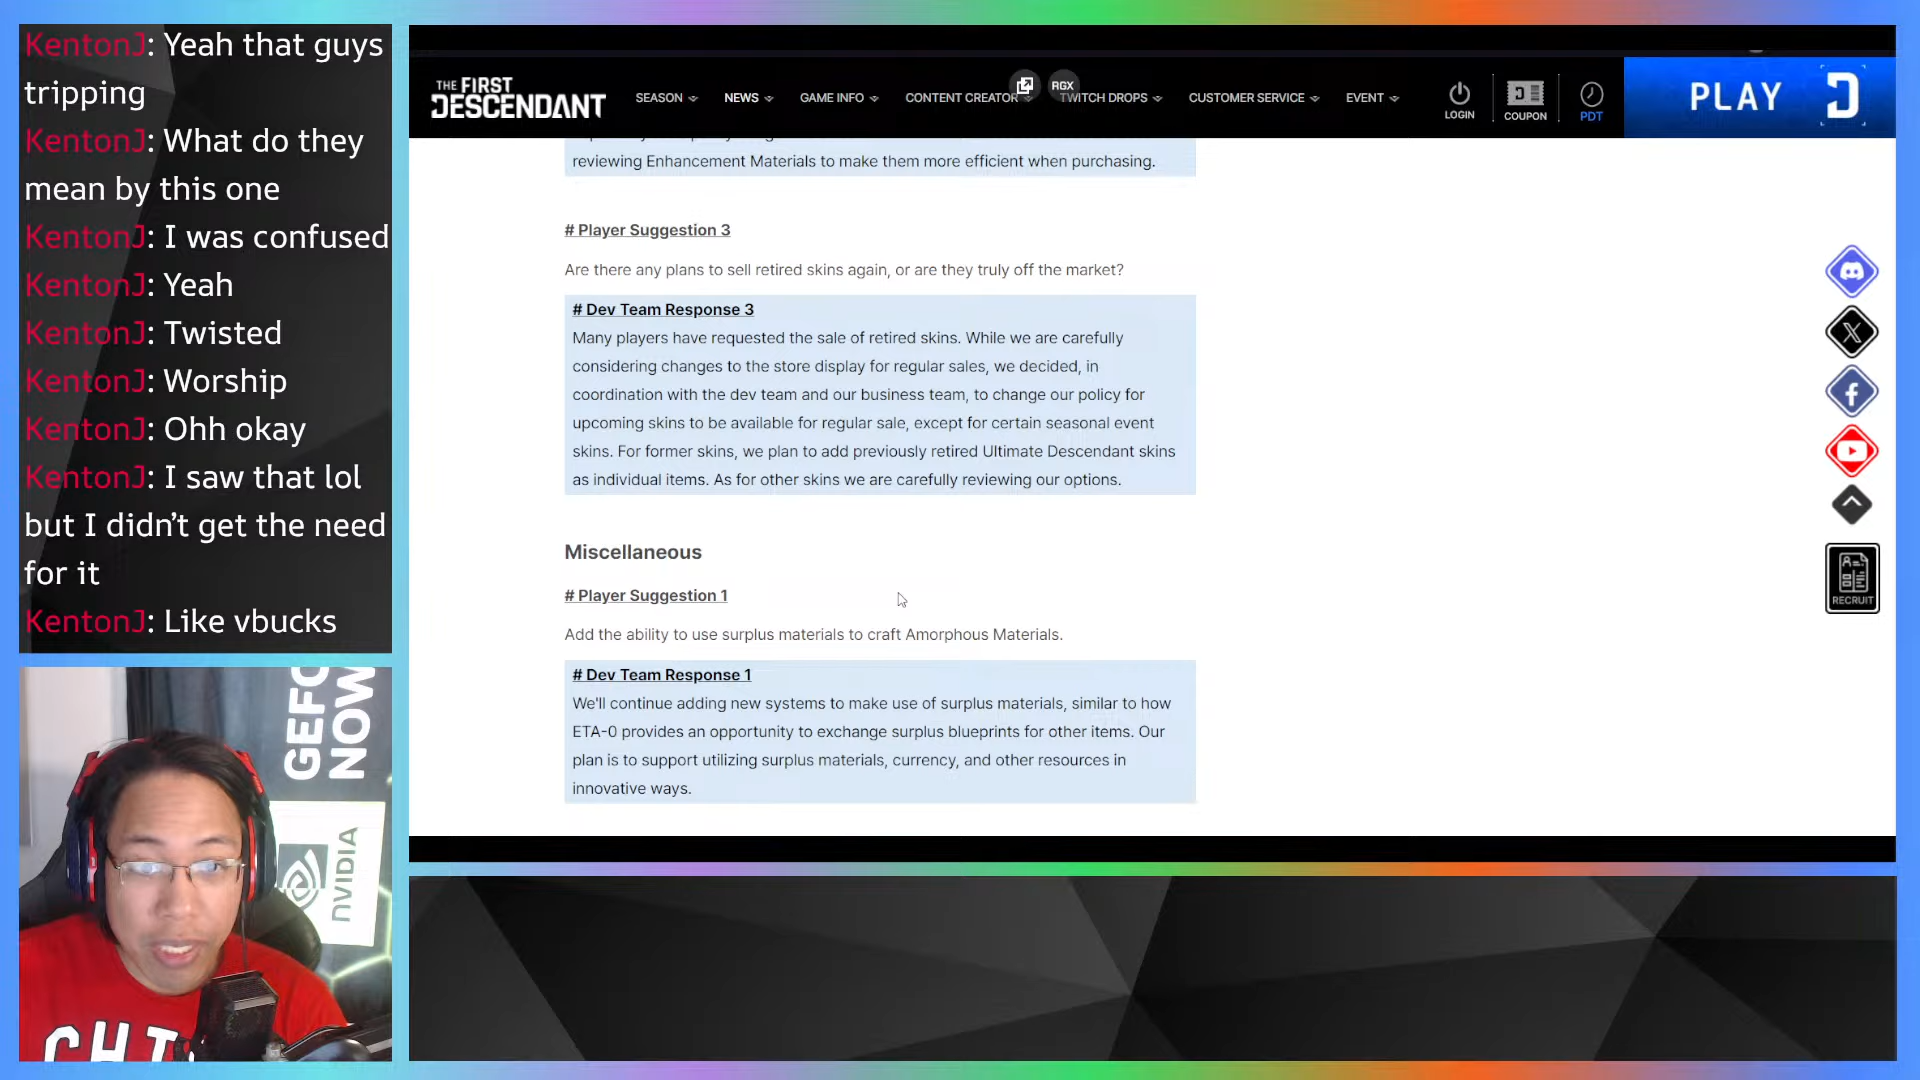 KentonJ: Yeah that guys
tripping
KentonJ: What do they
mean by this one
KentonJ: I was confused
KentonJ: Yeah
KentonJ: Twisted
KentonJ: Worship
KentonJ: Ohh okay
KentonJ: I saw that lol
but I didn't get the need
for it
KentonJ: Like vbucks
THE FIRST
DESCENDANT
SEASON
NEWS
GAME INFO
CONTENT CREATOR
RGX
TWITCH DROPS
CUSTOMER SERVICE
EVENT
LOGIN
COUPON
PDT
PLAY
reviewing Enhancement Materials to make them more efficient when purchasing.
# Player Suggestion 3
Are there any plans to sell retired skins again, or are they truly off the market?
# Dev Team Response 3
Many players have requested the sale of retired skins. While we are carefully
considering changes to the store display for regular sales, we decided, in
coordination with the dev team and our business team, to change our policy for
upcoming skins to be available for regular sale, except for certain seasonal event
skins. For former skins, we plan to add previously retired Ultimate Descendant skins
as individual items. As for other skins we are carefully reviewing our options.
Miscellaneous
# Player Suggestion 1
Add the ability to use surplus materials to craft Amorphous Materials.
# Dev Team Response 1
We'll continue adding new systems to make use of surplus materials, similar to how
ETA-0 provides an opportunity to exchange surplus blueprints for other items. Our
plan is to support utilizing surplus materials, currency, and other resources in
innovative ways.
RECRUIT
NOW
NVIDIA